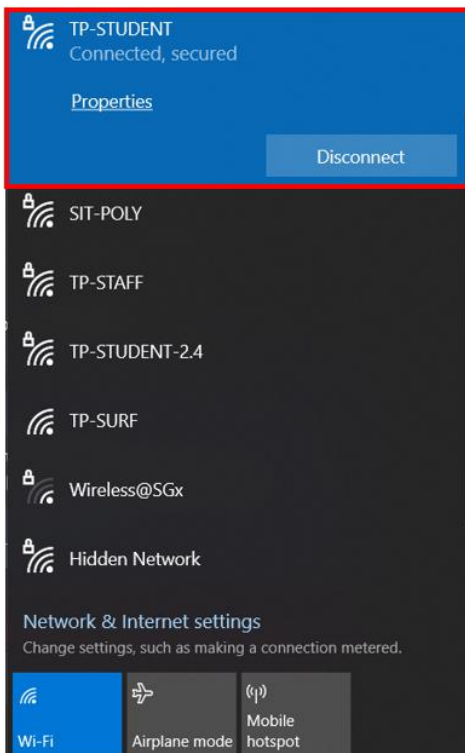 TP-STUDENT
Connected, secured
Properties
Disconnect
SIT-POLY
TP-STAFF
TP-STUDENT-2.4
TP-SURF
Wireless@SGx
Hidden Network
Network & Internet settings
Change settings, such as making a connection metered.
Wi-Fi
Airplane mode
Mobile
hotspot